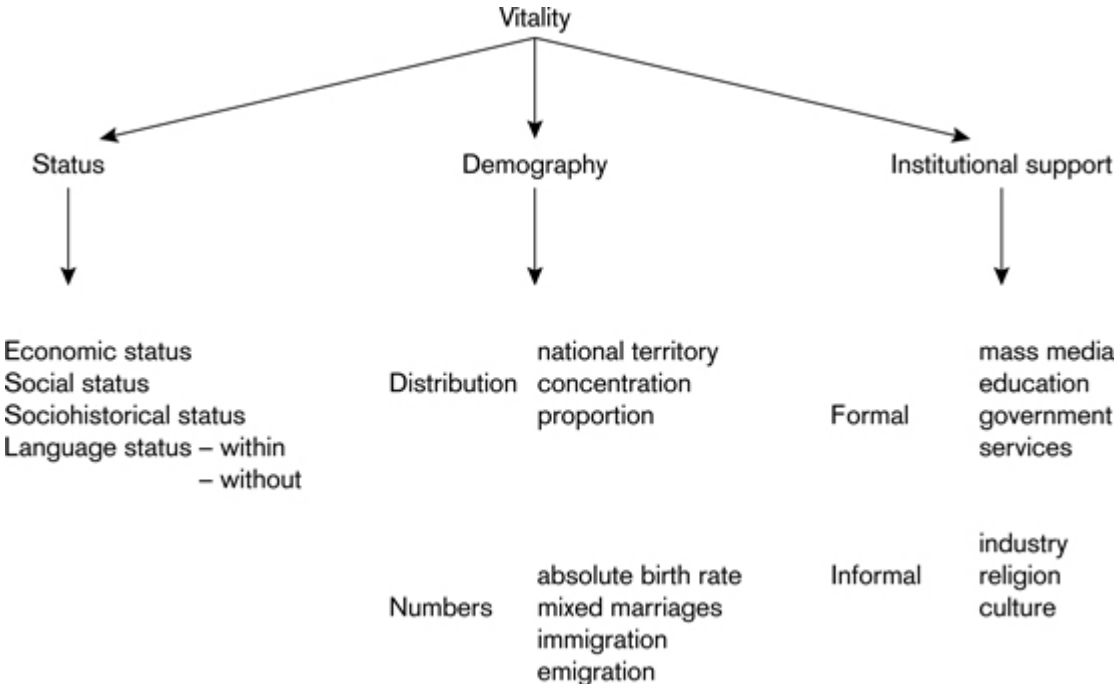 Vitality
Status
Demography
Institutional support
Economic status
Social status
Sociohistorical status
Language status – within
– without
Distribution
national territory
concentration
proportion
Numbers
absolute birth rate
mixed marriages
immigration
emigration
Formal
mass media
education
government
services
Informal
industry
religion
culture